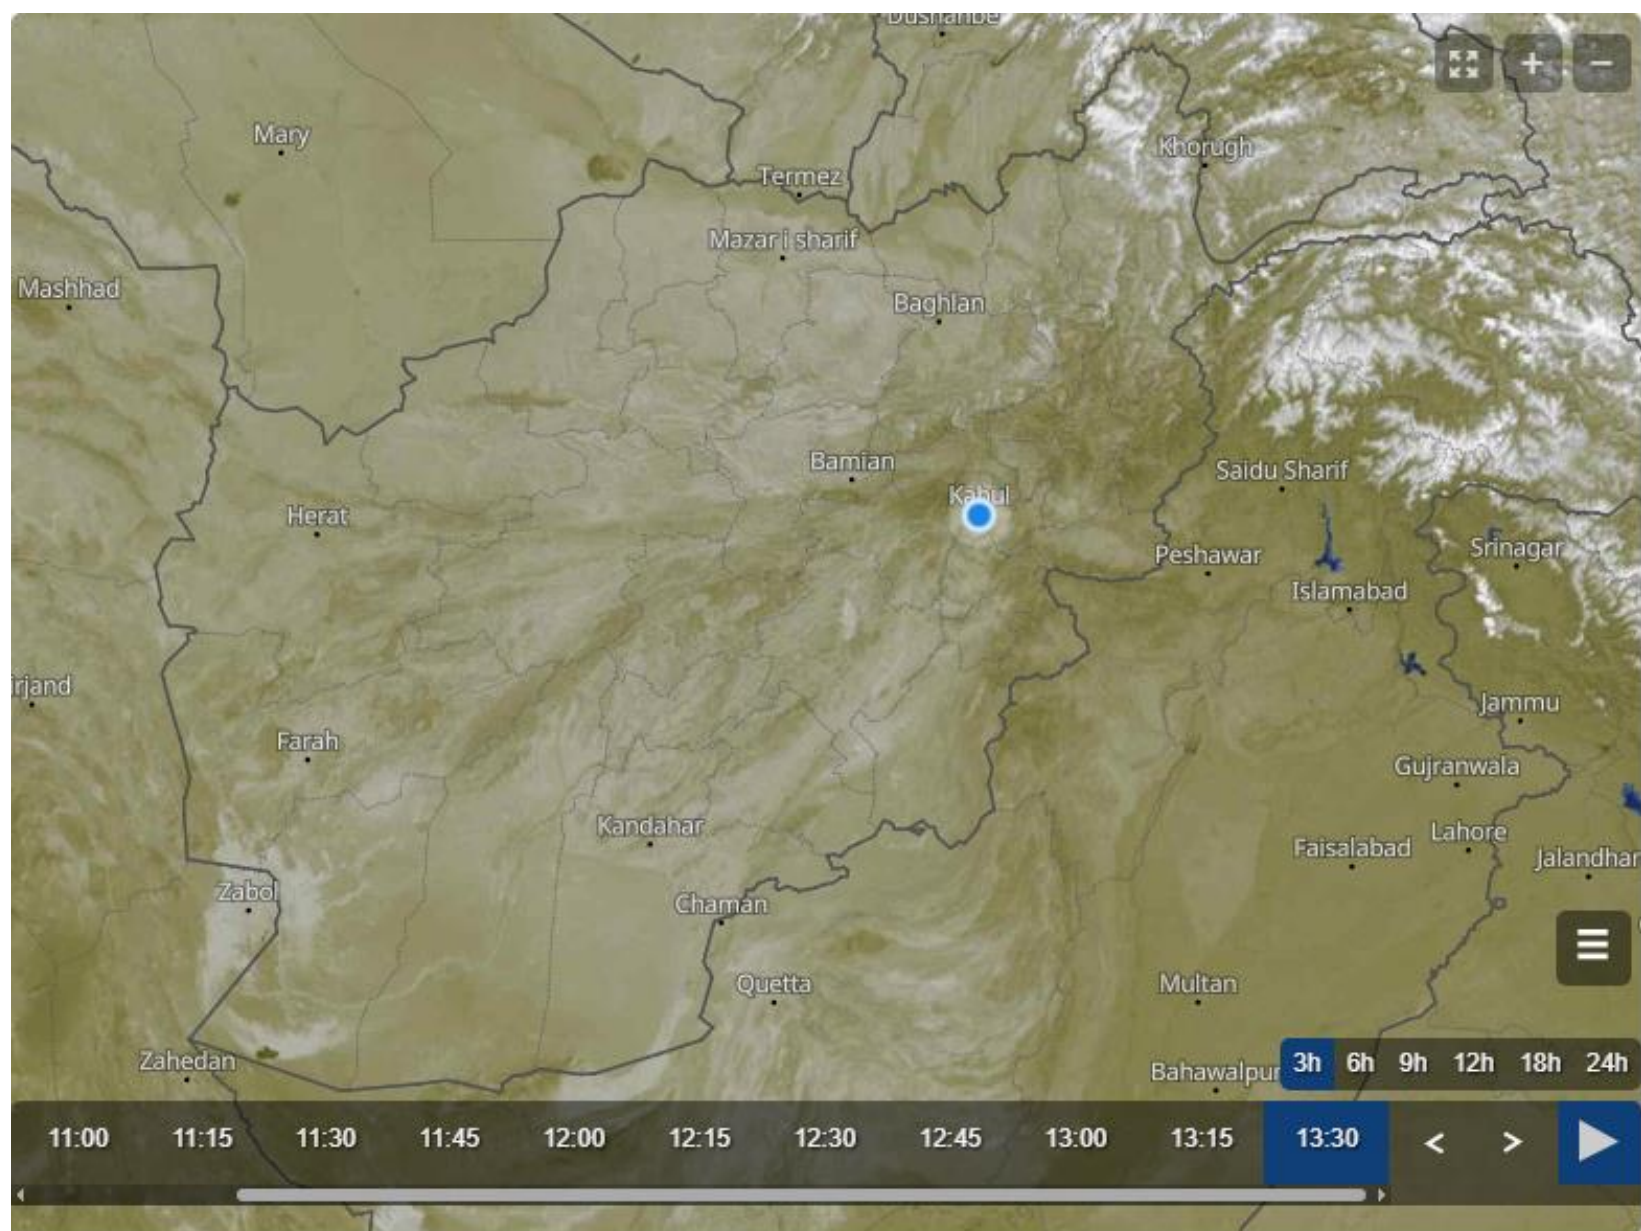 Dushanbe
Mary
Khorugh
Termez
Mazar i sharif
Mashhad
Baghlan
Bamian
Saidu Sharif
Kabul
Herat
Srinagar
Peshawar
Islamabad
irjand
Jammu
Farah
Gujranwala
Kandahar
Lahore
Faisalabad
Jalandhar
Zabol
Chaman
Quetta
Multan
Zahedan
Bahawalpur
3h 6h 9h 12h 18h 24h
11:00 11:15 11:30 11:45 12:00 12:15 12:30 12:45 13:00 13:15 13:30 < >